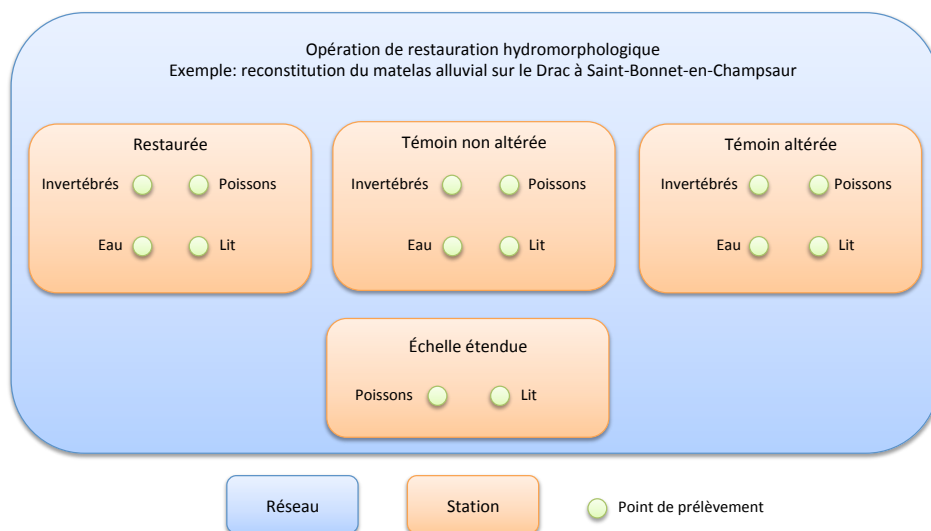 Opération de restauration hydromorphologique
Exemple: reconstitution du matelas alluvial sur le Drac à Saint-Bonnet-en-Champsaur
Restaurée
Invertébrés Poissons
Eau Lit
Témoin non altérée
Invertébrés Poissons
Eau Lit
Témoin altérée
Invertébrés Poissons
Eau Lit
Échelle étendue
Poissons Lit
Réseau
Station
Point de prélèvement